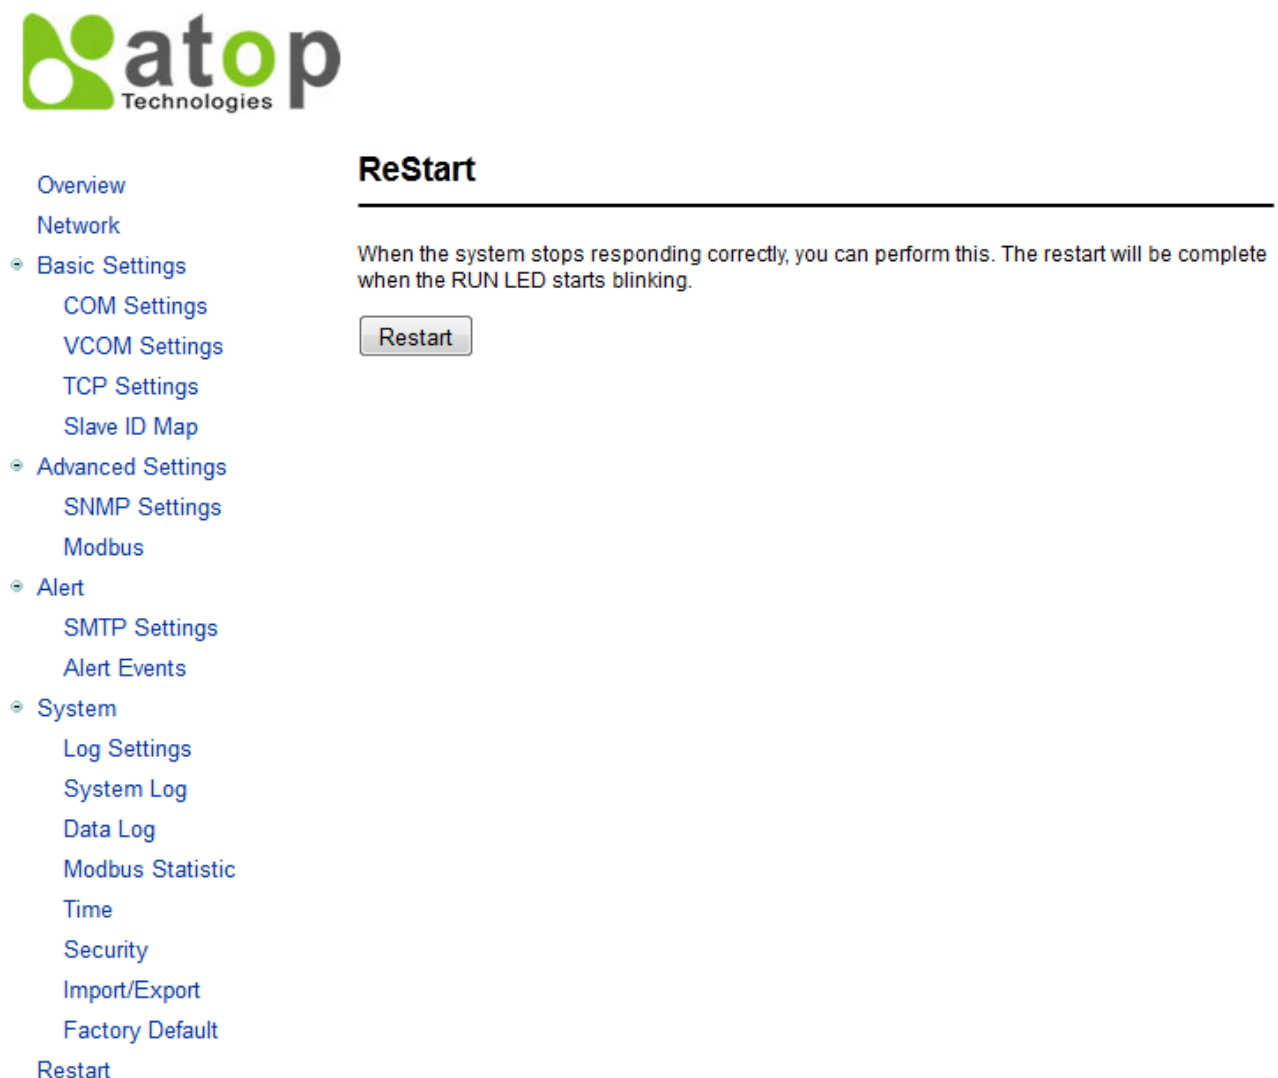 atop
Technologies
ReStart
Overview
Network
Basic Settings
COM Settings
VCOM Settings
TCP Settings
Slave ID Map
Advanced Settings
SNMP Settings
Modbus
Alert
SMTP Settings
Alert Events
System
Log Settings
System Log
Data Log
Modbus Statistic
Time
Security
Import/Export
Factory Default
Restart
When the system stops responding correctly, you can perform this. The restart will be complete
when the RUN LED starts blinking.
Restart